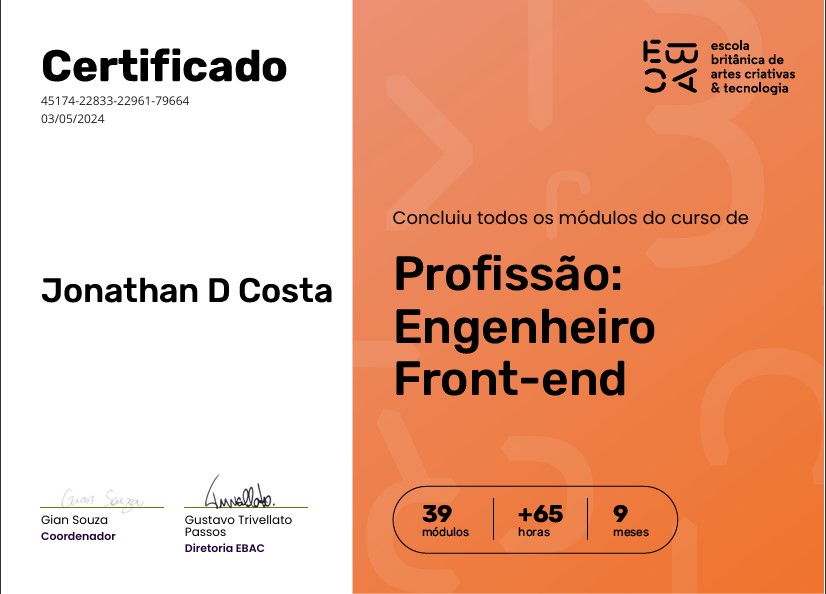 Certificado
45174-22833-22961-79664
03/05/2024
Jonathan D Costa
Gian Souza
Gian Souza
Coordenador
Gustavo Trivellato
Passos
Diretoria EBAC
EBAC
escola
britânica de
artes criativas
& tecnologia
Concluiu todos os módulos do curso de
Profissão:
Engenheiro
Front-end
39
módulos
+65
horas
9
meses